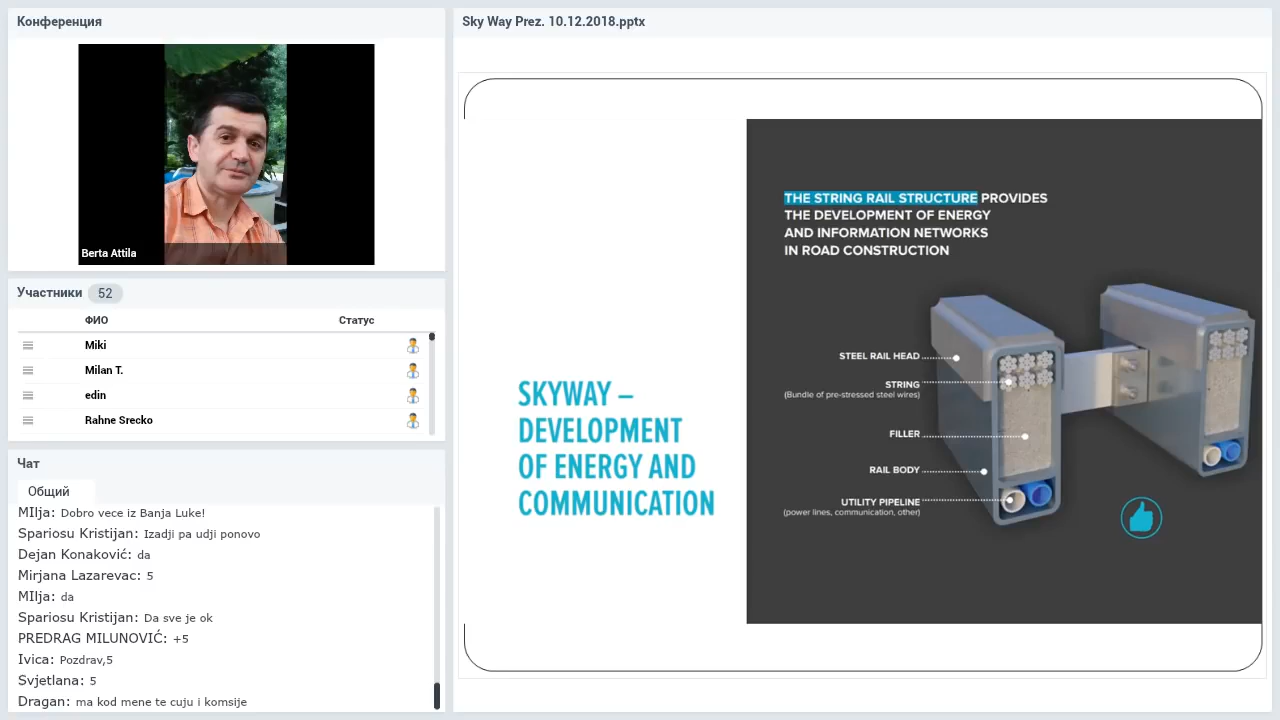 Конференция
Berta Attila
Участники 52
ФИО Статус
Miki
Milan T.
edin
Rahne Srecko
Чат
Общий
MIlja: Dobro vece iz Banja Luke!
Spariosu Kristijan: Izadji pa udji ponovo
Dejan Konaković: da
Mirjana Lazarevac: 5
MIlja: da
Spariosu Kristijan: Da sve je ok
PREDRAG MILUNOVIĆ: +5
Ivica: Pozdrav,5
Svjetlana: 5
Dragan: ma kod mene te cuju i komsije
Sky Way Prez. 10.12.2018.pptx
SKYWAY –
DEVELOPMENT
OF ENERGY AND
COMMUNICATION
THE STRING RAIL STRUCTURE PROVIDES
THE DEVELOPMENT OF ENERGY
AND INFORMATION NETWORKS
IN ROAD CONSTRUCTION
STEEL RAIL HEAD
STRING
(Bundle of pre-stressed steel wires)
FILLER
RAIL BODY
UTILITY PIPELINE
(power lines, communication, other)